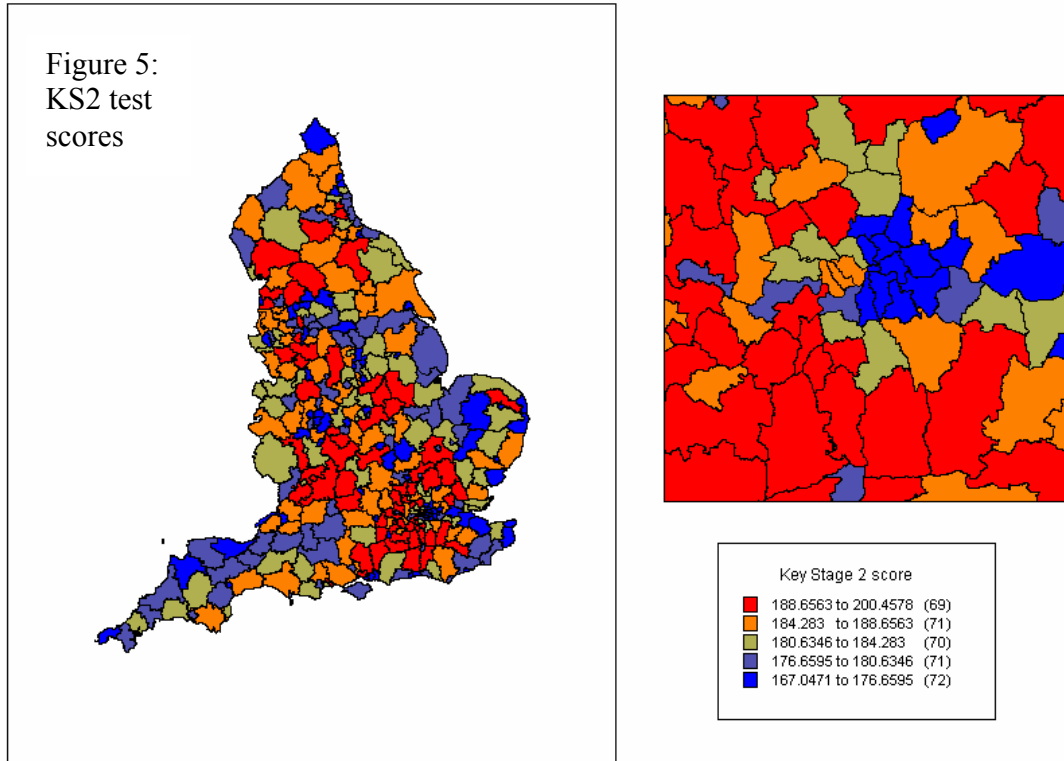 Figure 5:
KS2 test
scores
Key Stage 2 score
188.6563 to 200.4578 (69)
184.283 to 188.6563 (71)
180.6346 to 184.283 (70)
176.6595 to 180.6346 (71)
167.0471 to 176.6595 (72)